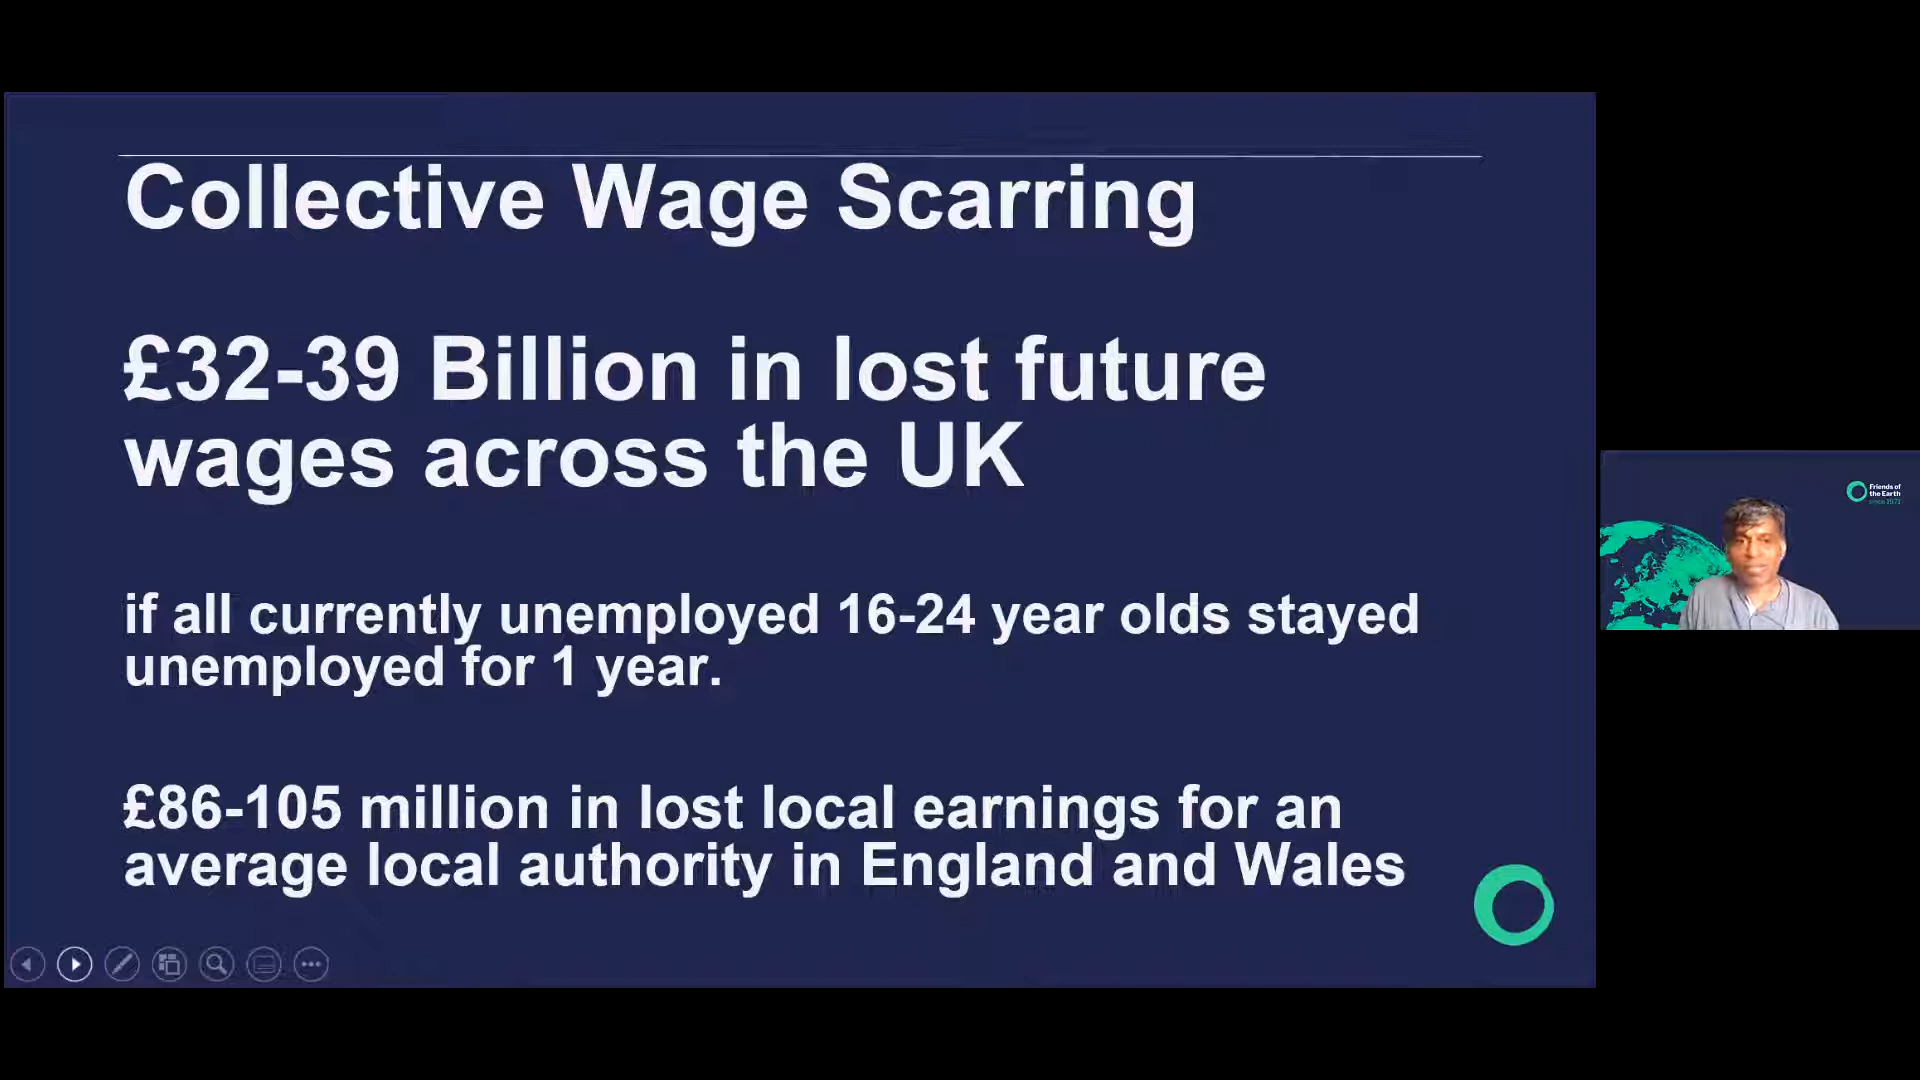 Collective Wage Scarring
£32-39 Billion in lost future
wages across the UK
if all currently unemployed 16-24 year olds stayed
unemployed for 1 year.
£86-105 million in lost local earnings for an
average local authority in England and Wales
Friends of
the Earth
since 1971